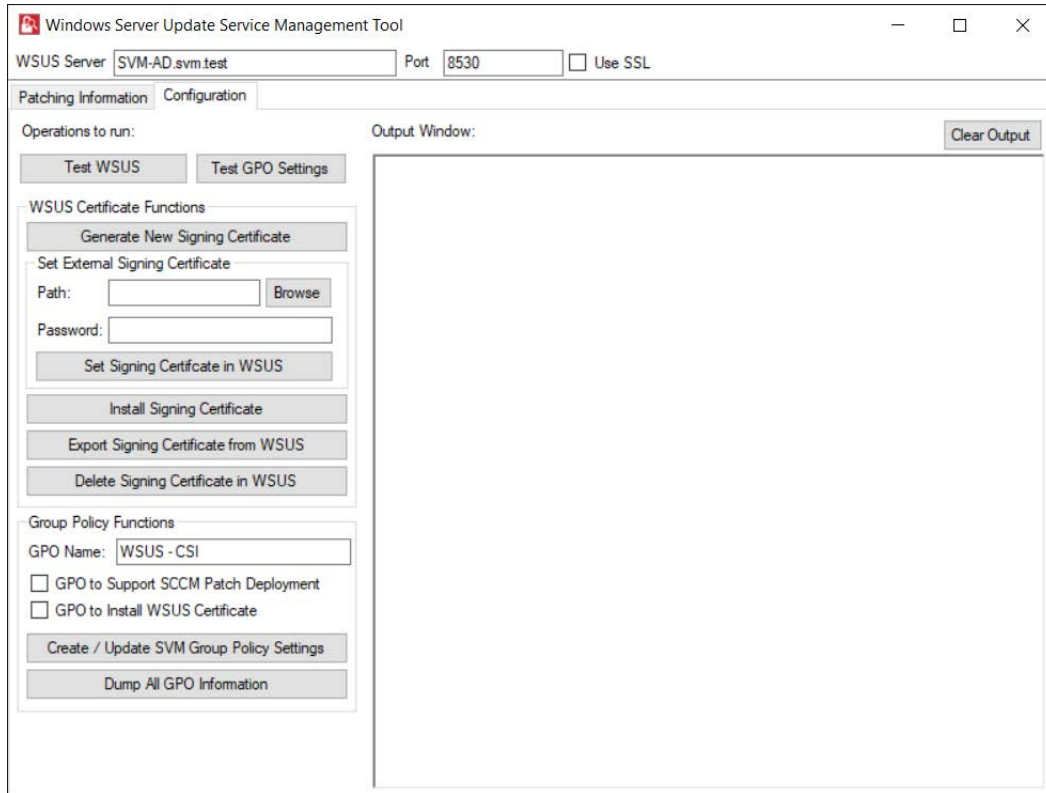 Windows Server Update Service Management Tool
WSUS Server SVM-AD.svm.test Port 8530 Use SSL
Patching Information Configuration
Operations to run: Output Window: Clear Output
Test WSUS Test GPO Settings
WSUS Certificate Functions
Generate New Signing Certificate
Set External Signing Certificate
Path: Browse
Password:
Set Signing Certifcate in WSUS
Install Signing Certificate
Export Signing Certificate from WSUS
Delete Signing Certificate in WSUS
Group Policy Functions
GPO Name: WSUS - CSI
GPO to Support SCCM Patch Deployment
GPO to Install WSUS Certificate
Create / Update SVM Group Policy Settings
Dump All GPO Information